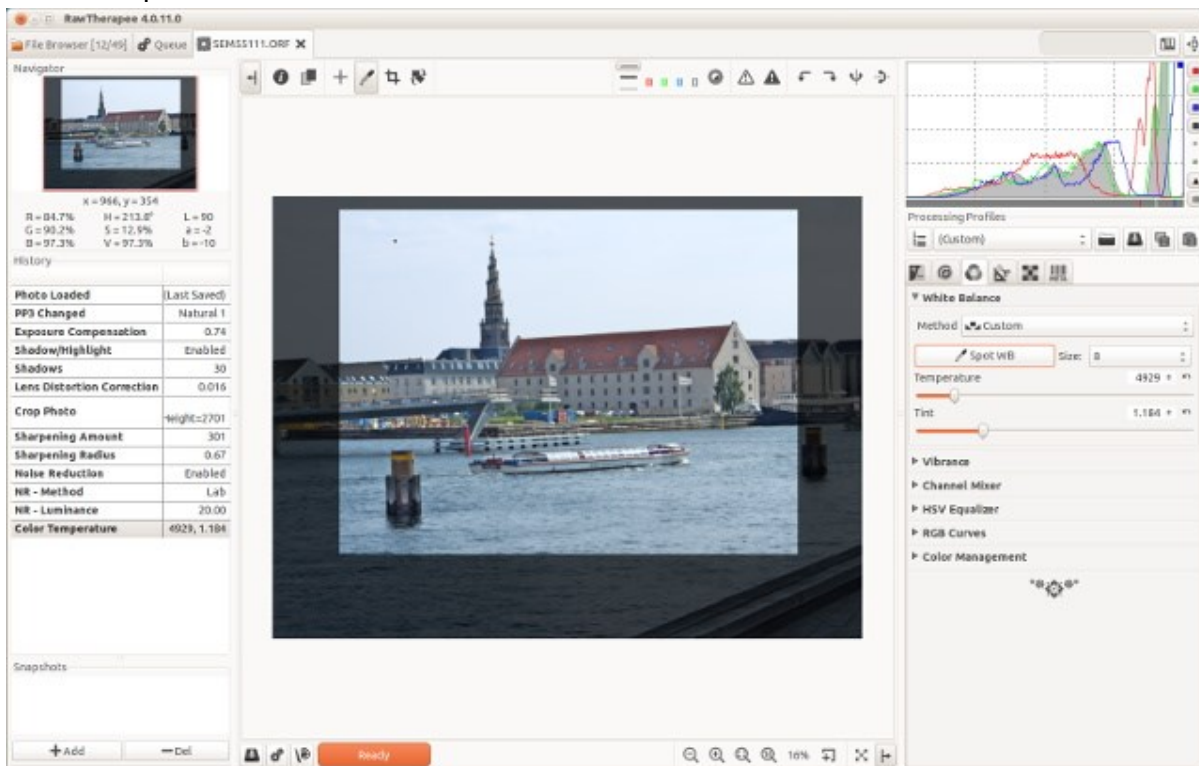 RawTherapee 4.0.11.0
File Browser [12/49] Queue SEM55111.ORF
Navigator
x = 966, y = 354
R = 84.7% H = 213.8° L = 90
G = 90.2% S = 12.9% a = -2
B = 97.3% V = 97.3% b = -10
History
Photo Loaded (Last Saved)
PP3 Changed Natural 1
Exposure Compensation 0.74
Shadow/Highlight Enabled
Shadows 30
Lens Distortion Correction 0.016
Crop Photo height=2701
Sharpening Amount 301
Sharpening Radius 0.67
Noise Reduction Enabled
NR - Method Lab
NR - Luminance 20.00
Color Temperature 4929, 1.184
Snapshots
Add Del
Ready
16%
Processing Profiles
(Custom)
White Balance
Method Custom
Spot WB Size: 8
Temperature 4929
Tint 1.184
Vibrance
Channel Mixer
HSV Equalizer
RGB Curves
Color Management